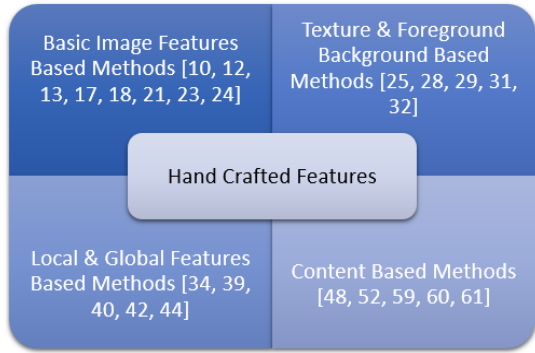 Basic Image Features
Based Methods [10, 12,
13, 17, 18, 21, 23, 24]
Texture & Foreground
Background Based
Methods [25, 28, 29, 31,
32]
Hand Crafted Features
Local & Global Features
Based Methods [34, 39,
40, 42, 44]
Content Based Methods
[48, 52, 59, 60, 61]